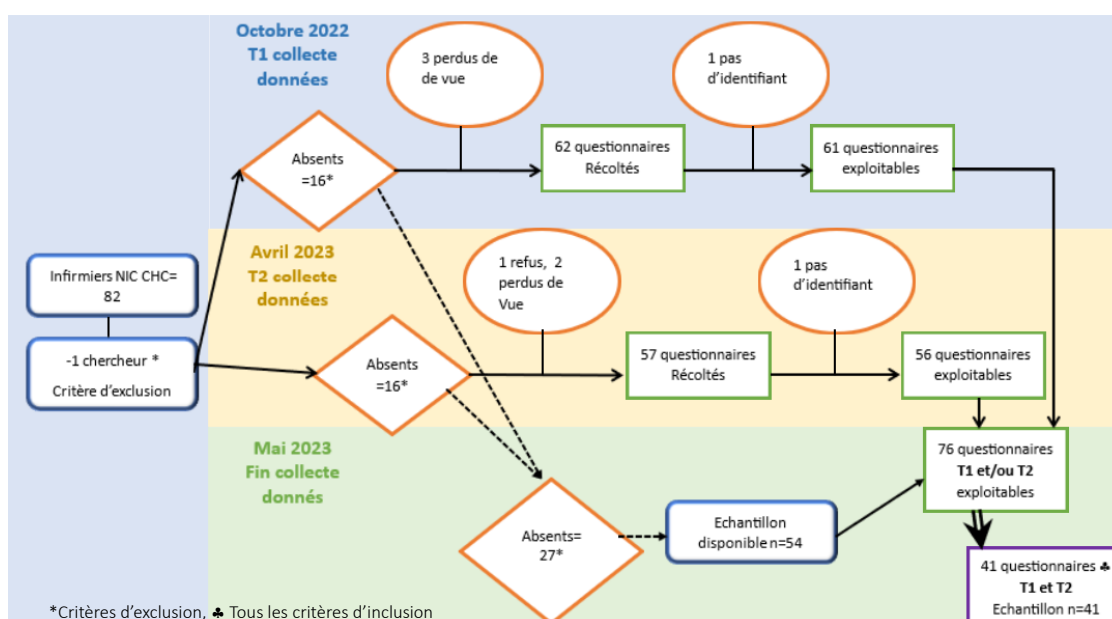 Octobre 2022
T1 collecte
données
3 perdus de
de vue
1 pas
d’identifiant
Absents
=16*
62 questionnaires
Récoltés
61 questionnaires
exploitables
Infirmiers NIC CHC=
82
-1 chercheur *
Critère d’exclusion
Avril 2023
T2 collecte
données
1 refus, 2
perdus de
Vue
1 pas
d’identifiant
Absents
=16*
57 questionnaires
Récoltés
56 questionnaires
exploitables
Mai 2023
Fin collecte
donnés
Absents=
27*
Echantillon
disponible n=54
76 questionnaires
T1 et/ou T2
exploitables
41 questionnaires ♣
T1 et T2
Echantillon n=41
*Critères d’exclusion, ♣ Tous les critères d’inclusion